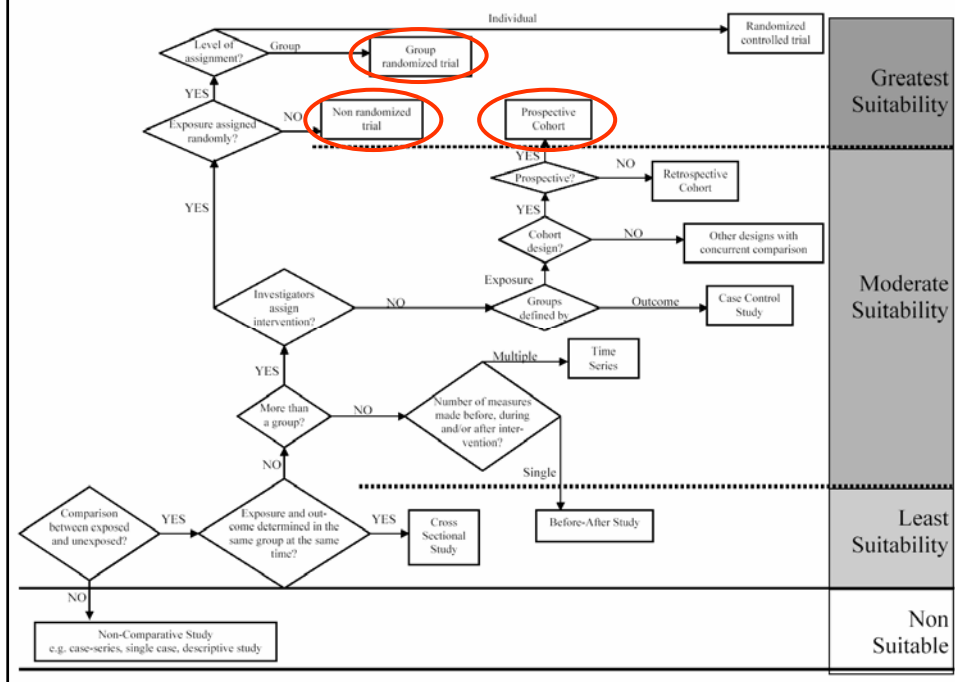 Individual
Randomized
controlled trial
Level of
assignment?
Group
Group
randomized trial
Greatest
Suitability
YES
Exposure assigned
randomly?
NO
Non randomized
trial
Prospective
Cohort
YES
Prospective?
NO
Retrospective
Cohort
YES
YES
Cohort
design?
NO
Other designs with
concurrent comparison
Exposure
Investigators
assign
intervention?
NO
Groups
defined by
Outcome
Case Control
Study
Moderate
Suitability
YES
Multiple
Time
Series
More than
a group?
NO
Number of measures
made before, during
and/or after inter-
vention?
NO
Single
Comparison
between exposed
and unexposed?
YES
Exposure and out-
come determined in the
same group at the same
time?
YES
Cross
Sectional
Study
Before-After Study
Least
Suitability
NO
Non-Comparative Study
e.g. case-series, single case, descriptive study
Non
Suitable